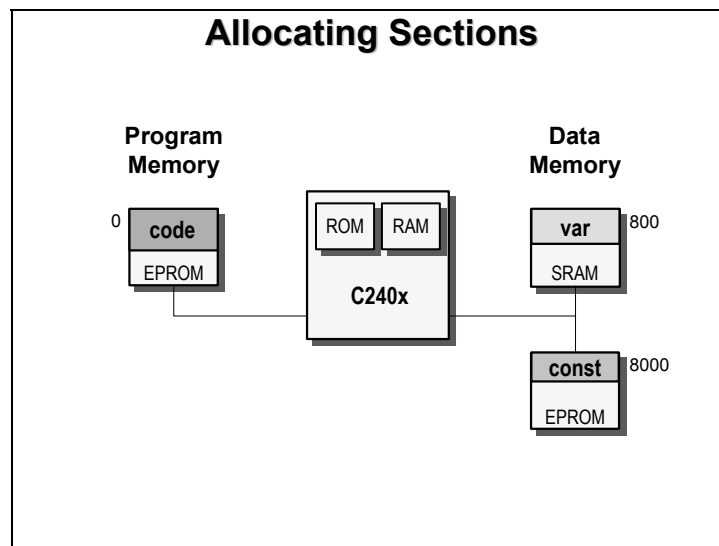 Allocating Sections
Program
Memory
Data
Memory
0
code
EPROM
ROM
RAM
C240x
var
800
SRAM
const
8000
EPROM